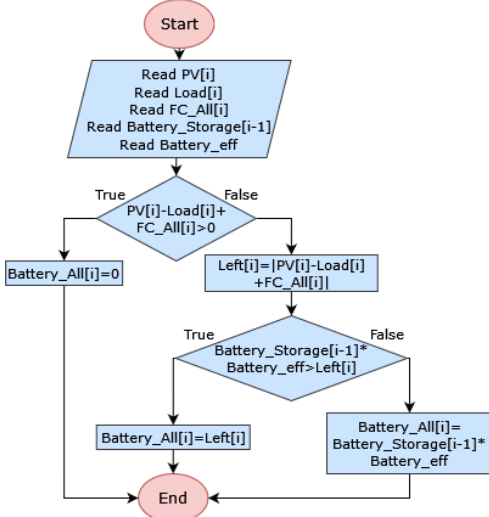 Start
Read PV[i]
Read Load[i]
Read FC_All[i]
Read Battery_Storage[i-1]
Read Battery_eff
True
False
PV[i]-Load[i]+
FC_All[i]>0
Battery_All[i]=0
Left[i]=|PV[i]-Load[i]
+FC_All[i]|
True
False
Battery_Storage[i-1]*
Battery_eff>Left[i]
Battery_All[i]=Left[i]
Battery_All[i]=
Battery_Storage[i-1]*
Battery_eff
End